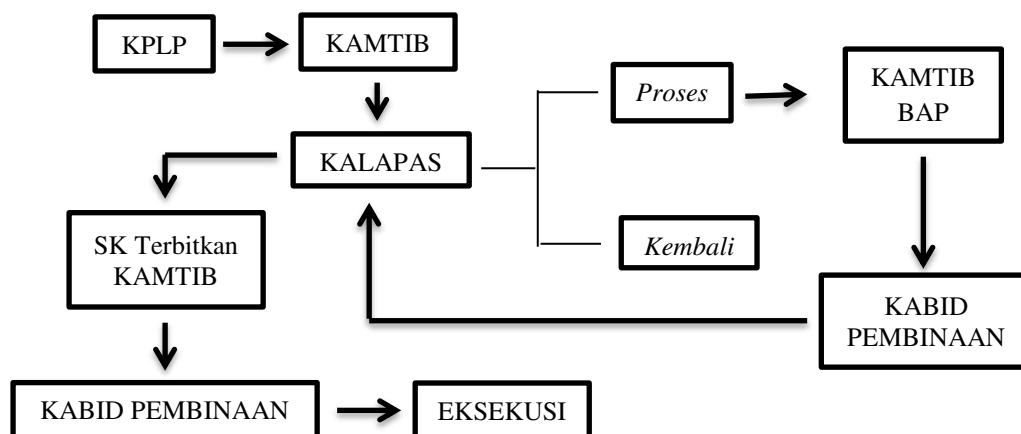 KPLP
KAMTIB
Proses
KAMTIB
BAP
KALAPAS
SK Terbitkan
KAMTIB
Kembali
KABID
PEMBINAAN
KABID PEMBINAAN
EKSEKUSI